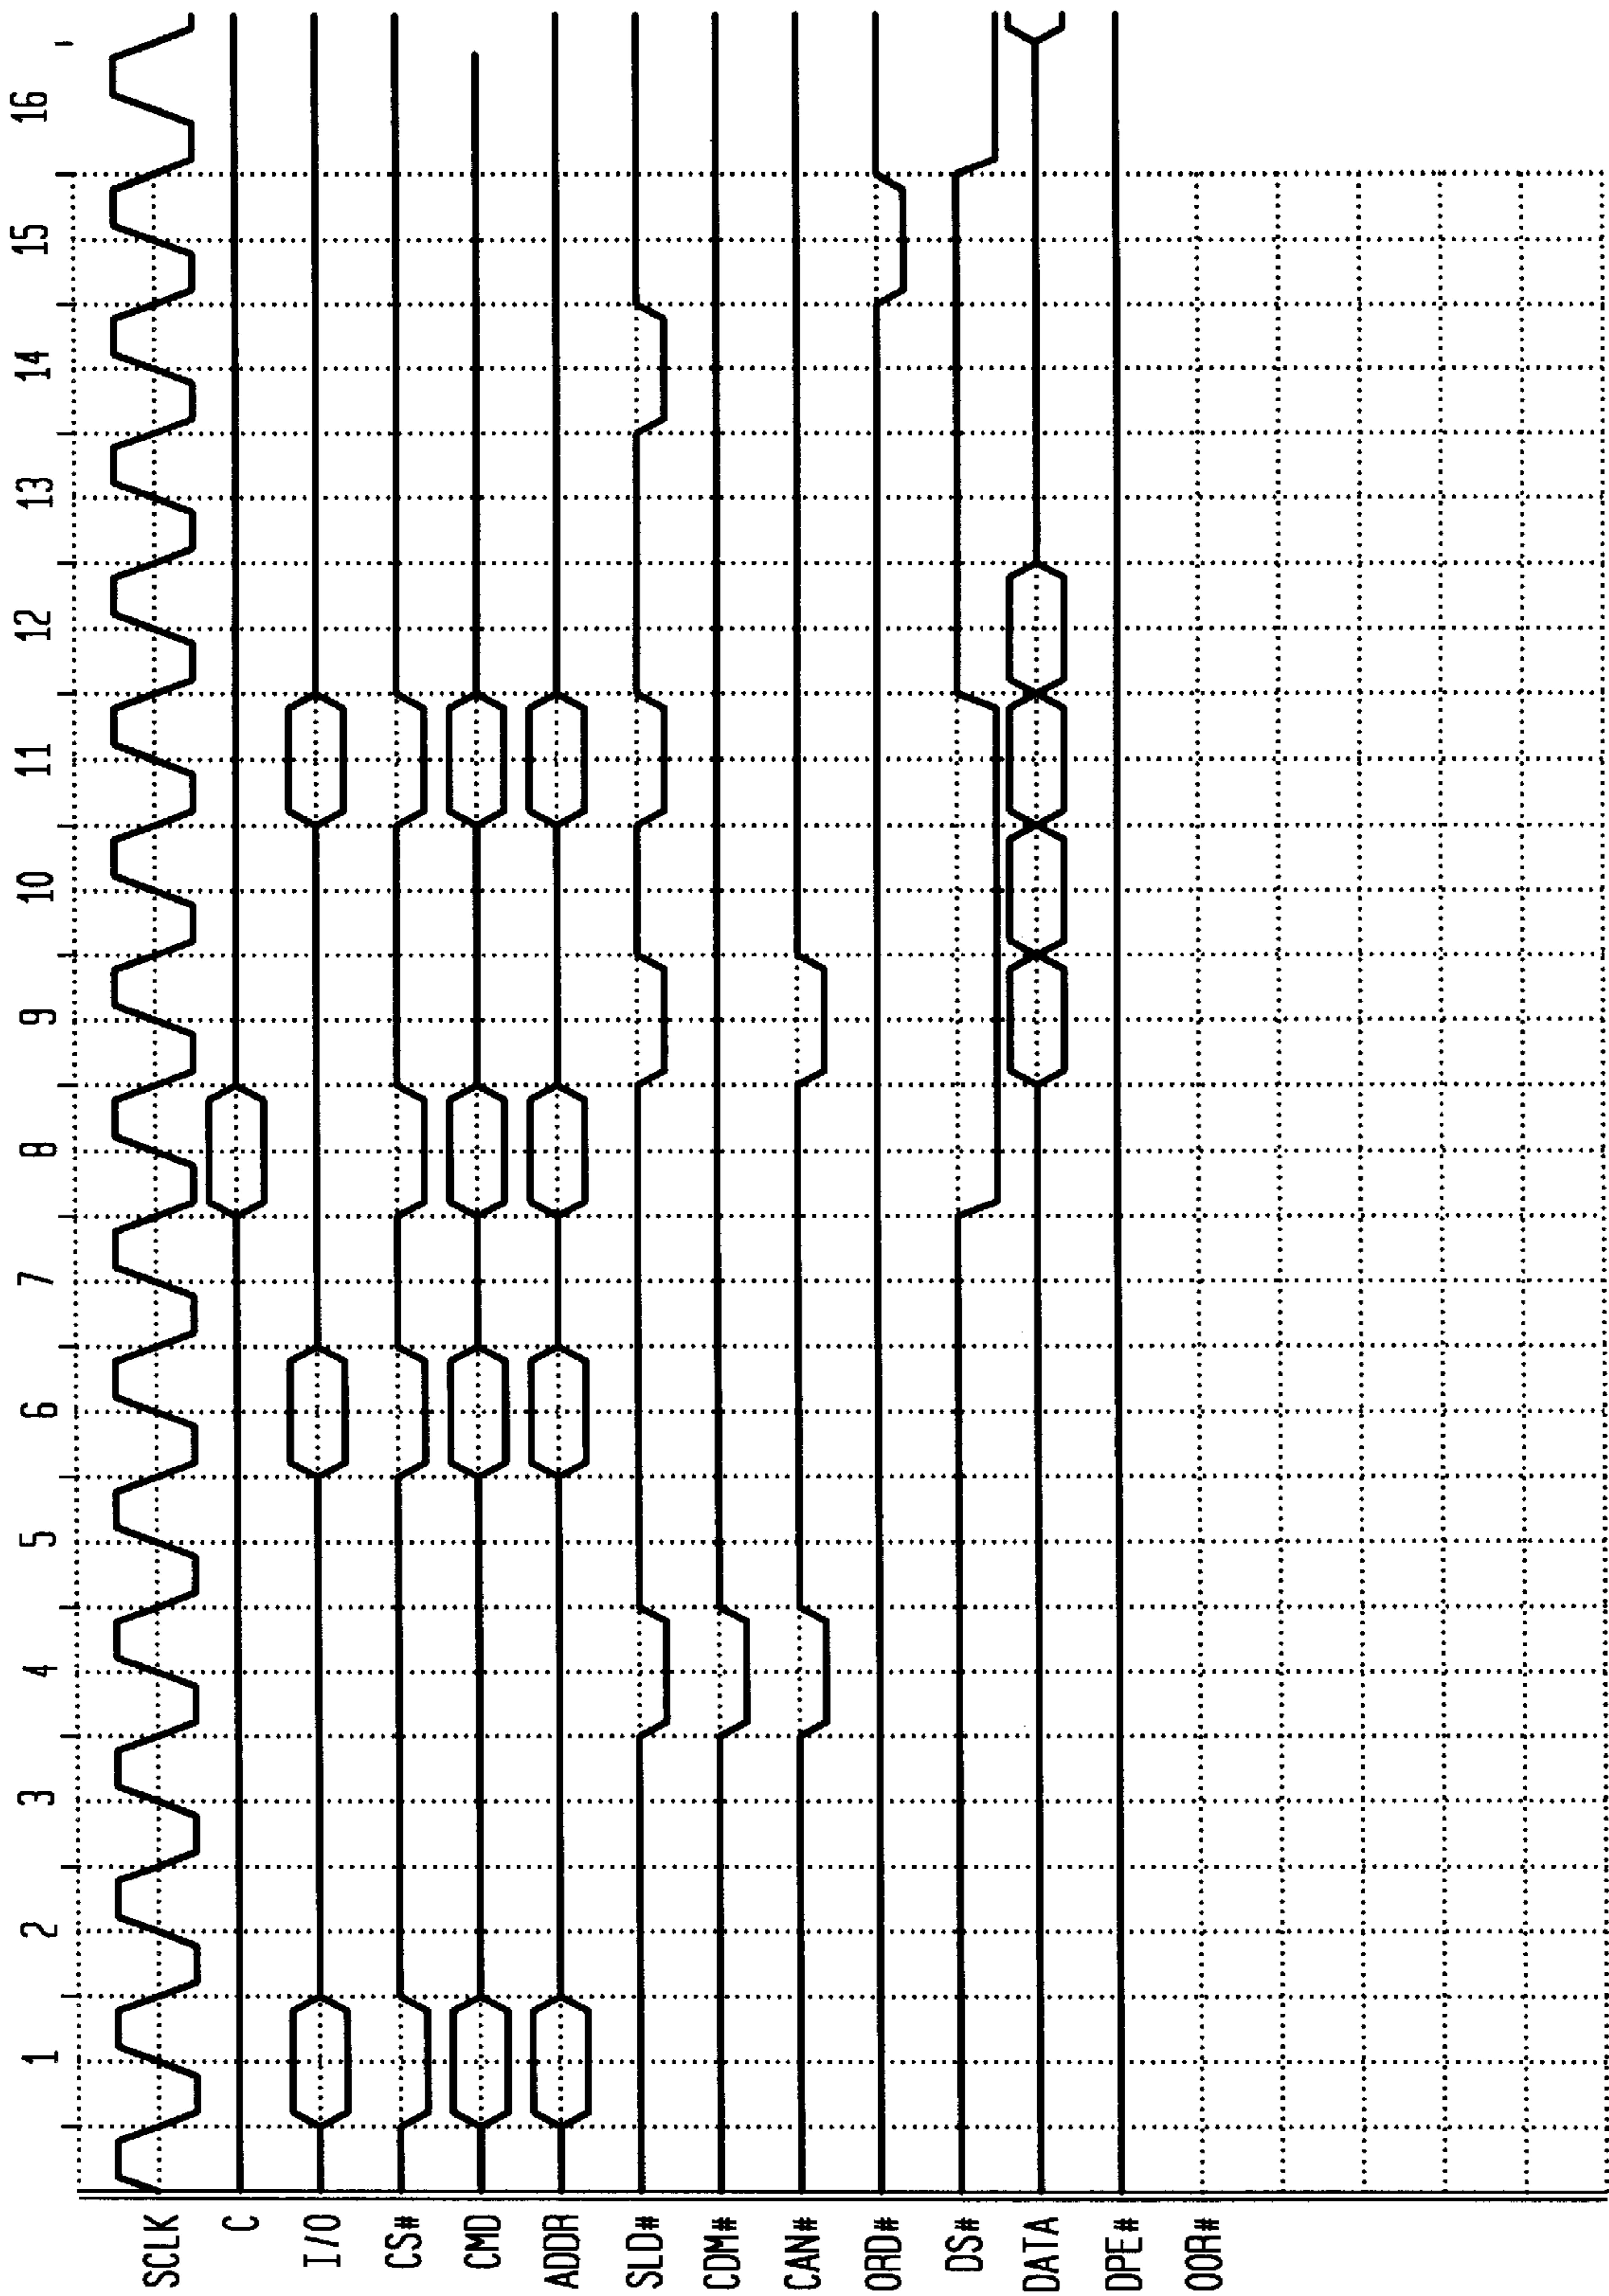 1 2 3 4 5 6 7 8 9 10 11 12 13 14 15 16
SCLK
C
I/O
CS#
CMD
ADDR
SLD#
CDM#
CAN#
ORD#
DS#
DATA
DPE#
OOR#